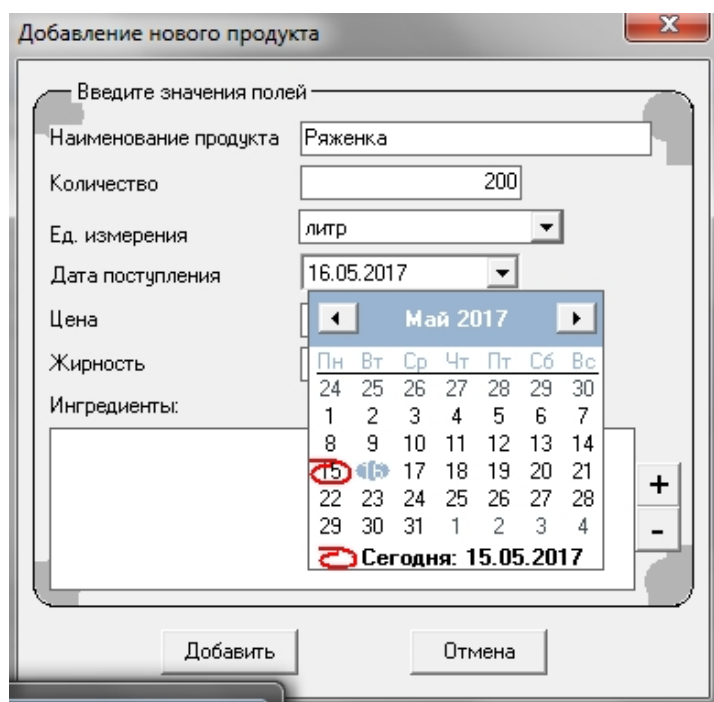 Добавление нового продукта
Введите значения полей
Наименование продукта Ряженка
Количество 200
Ед. измерения литр
Дата поступления 16.05.2017
Цена
Май 2017
Жирность
Пн Вт Ср Чт Пт Сб Вс
24 25 26 27 28 29 30
Ингредиенты:
1 2 3 4 5 6 7
8 9 10 11 12 13 14
15 16 17 18 19 20 21
22 23 24 25 26 27 28
29 30 31 1 2 3 4
Сегодня: 15.05.2017
+
-
Добавить Отмена